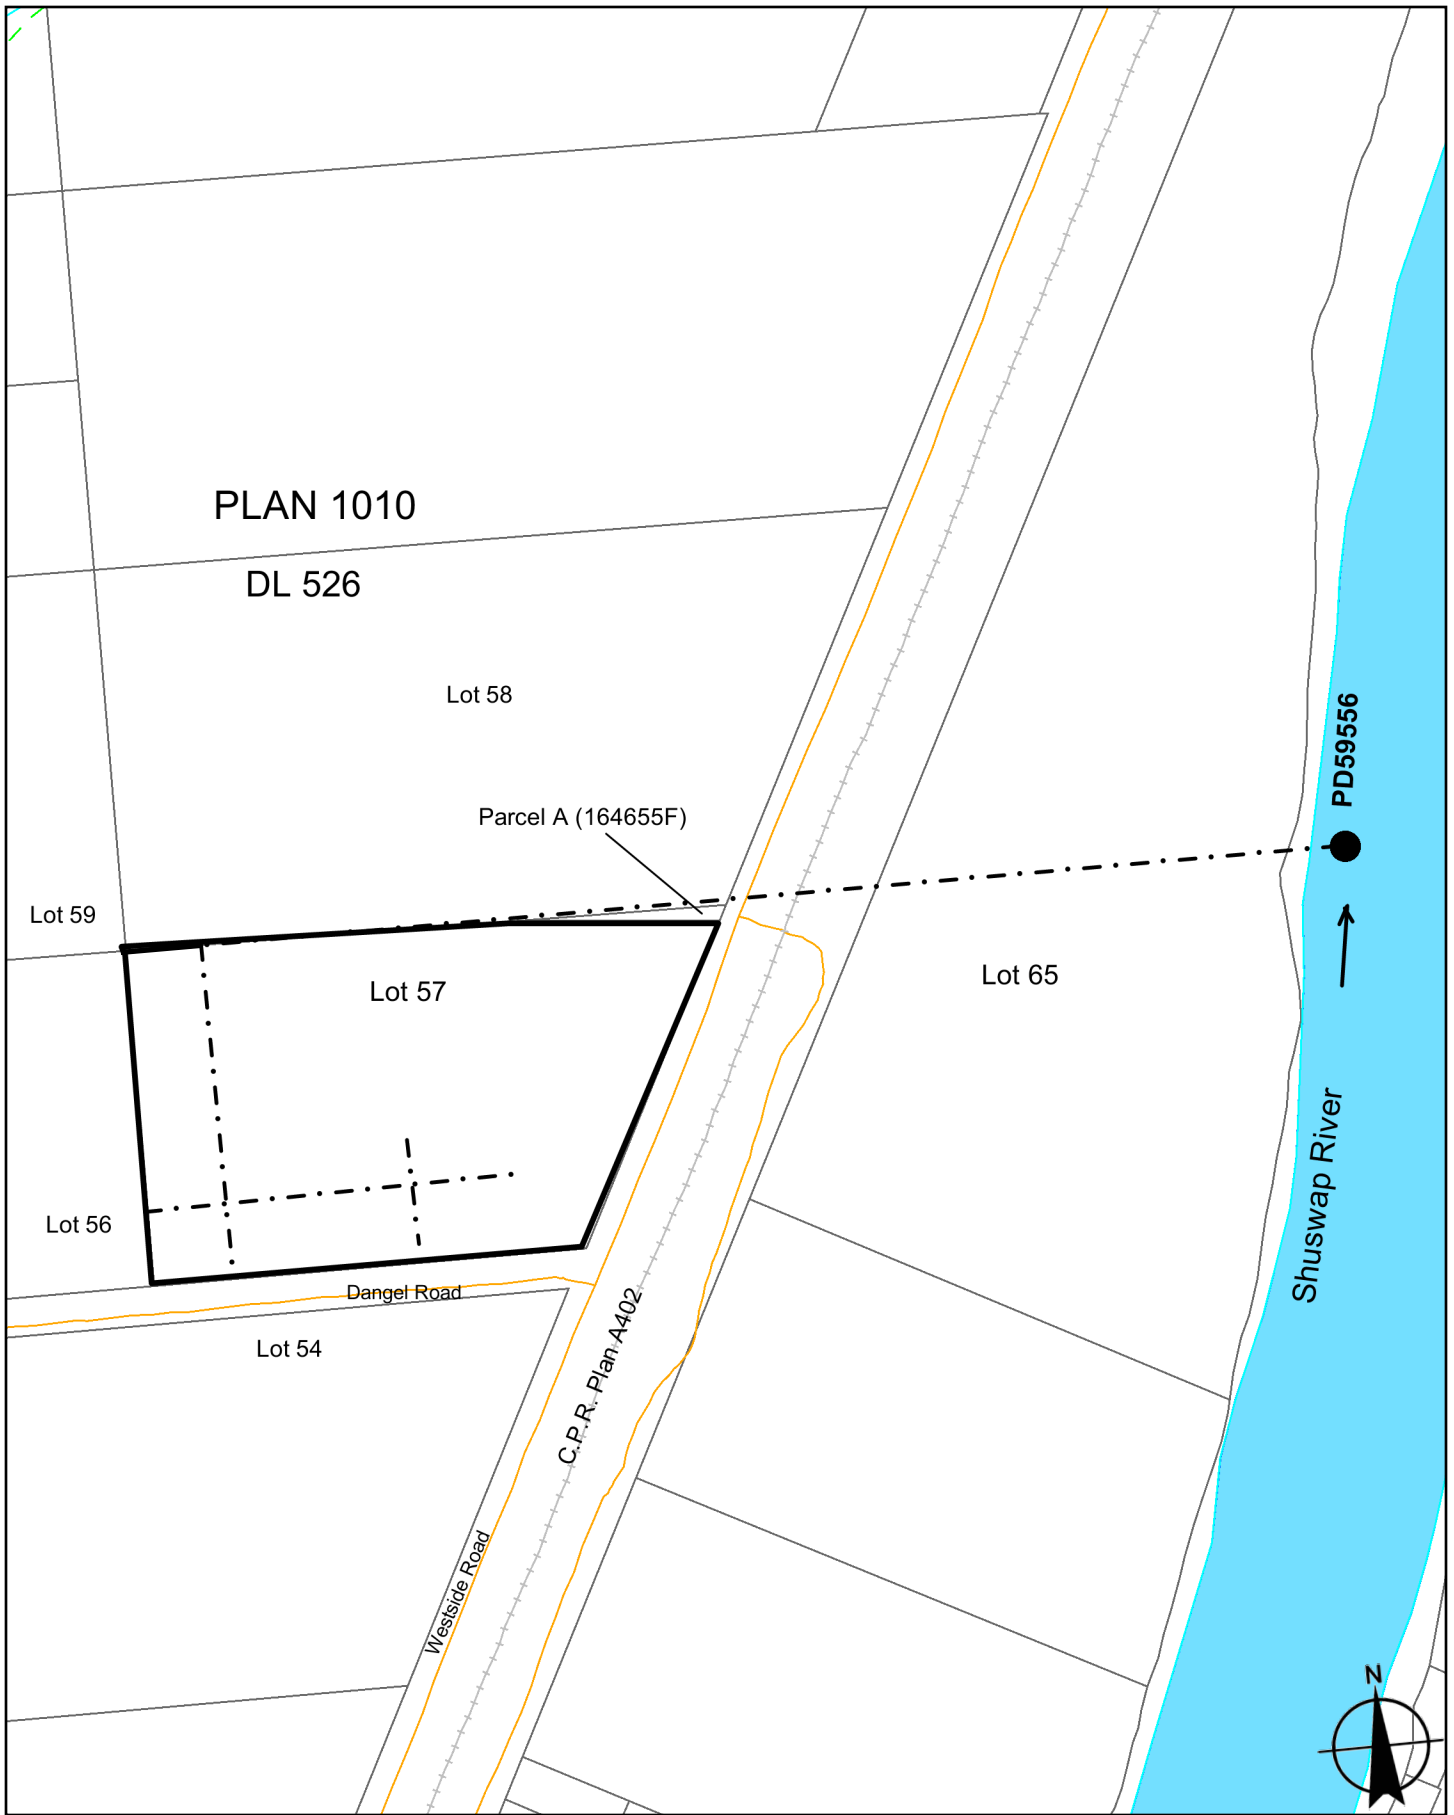 PLAN 1010
DL 526
Lot 58
PD59556
Parcel A (164655F)
Lot 59
Lot 57
Lot 65
Lot 56
Shuswap River
Dangel Road
Lot 54
C.P.R. Plan A402
Westside Road
N